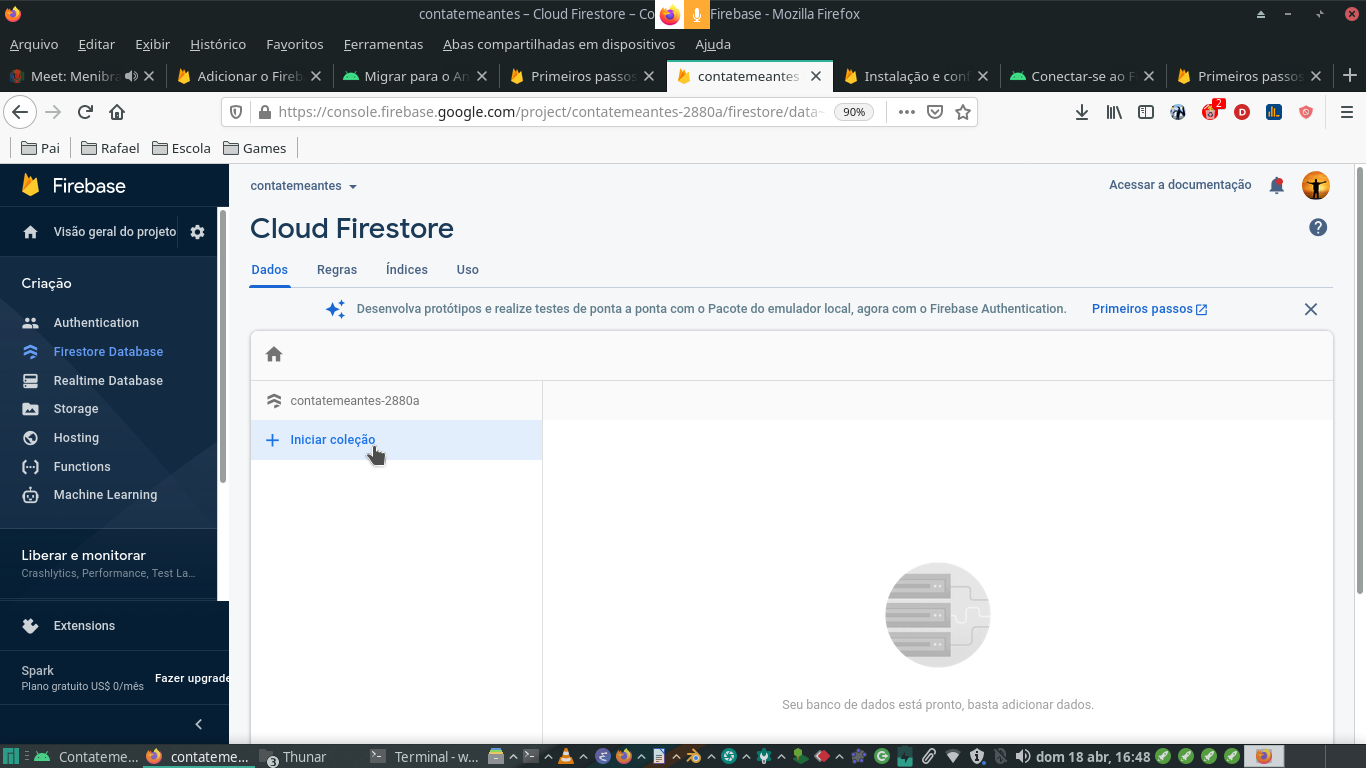 contatemeantes – Cloud Firestore – Co
Firebase - Mozilla Firefox
Arquivo Editar Exibir Histórico Favoritos Ferramentas Abas compartilhadas em dispositivos Ajuda
Meet: Menibra
Adicionar o Fireb
Migrar para o An
Primeiros passos
contatemeantes
Instalação e conf
Conectar-se ao F
Primeiros passos
https://console.firebase.google.com/project/contatemeantes-2880a/firestore/data~
90%
2
Pai Rafael Escola Games
Firebase
Visão geral do projeto
Criação
Authentication
Firestore Database
Realtime Database
Storage
Hosting
Functions
Machine Learning
Liberar e monitorar
Crashlytics, Performance, Test La...
Extensions
Spark
Plano gratuito US$ 0/mês
Fazer upgrade
contatemeantes
Acessar a documentação
Cloud Firestore
Dados Regras Índices Uso
Desenvolva protótipos e realize testes de ponta a ponta com o Pacote do emulador local, agora com o Firebase Authentication.
Primeiros passos
contatemeantes-2880a
Iniciar coleção
Seu banco de dados está pronto, basta adicionar dados.
Contateme... contateme... 3 Thunar Terminal - w... dom 18 abr, 16:48